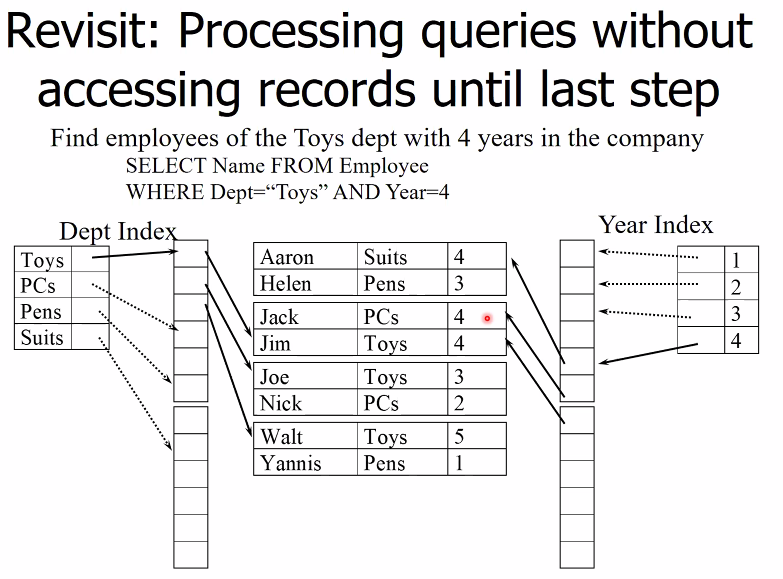 Revisit: Processing queries without
accessing records until last step
Find employees of the Toys dept with 4 years in the company
SELECT Name FROM Employee
WHERE Dept=“Toys” AND Year=4
Dept Index
Toys
PCs
Pens
Suits
Aaron Suits 4
Helen Pens 3
Jack PCs 4
Jim Toys 4
Joe Toys 3
Nick PCs 2
Walt Toys 5
Yannis Pens 1
Year Index
1
2
3
4